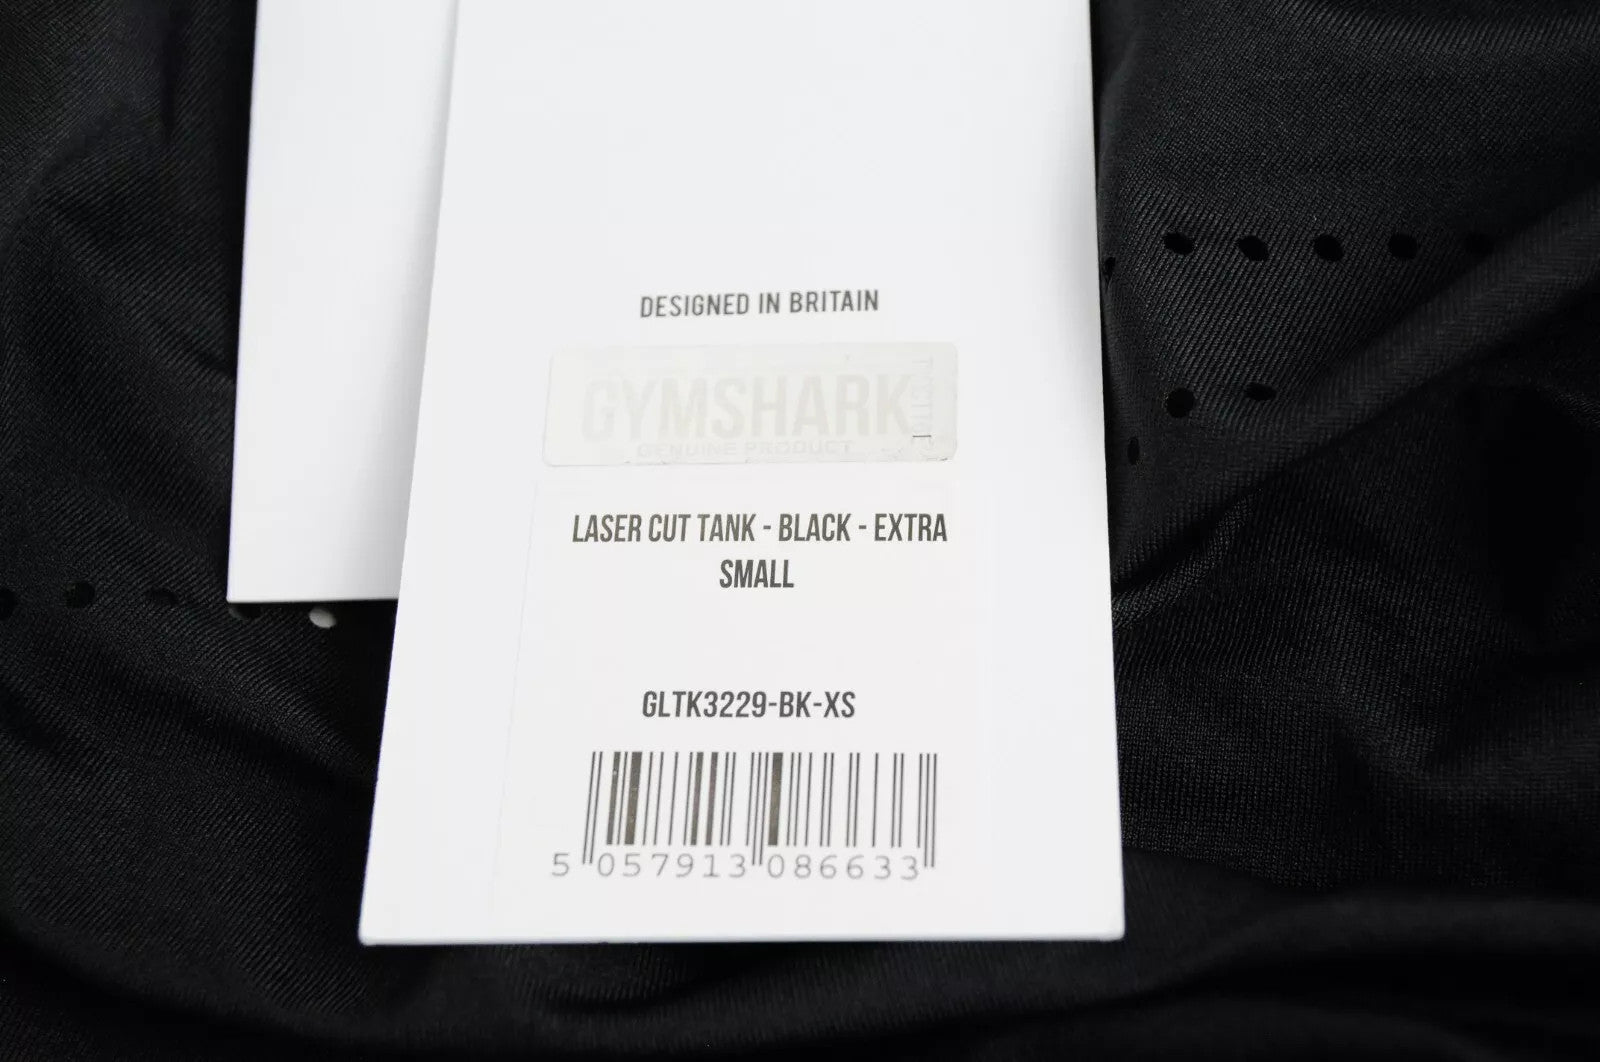 DESIGNED IN BRITAIN
GYMSHARK
GENUINE PRODUCT
LASER CUT TANK - BLACK - EXTRA
SMALL
GLTK3229-BK-XS
5 057913 086633